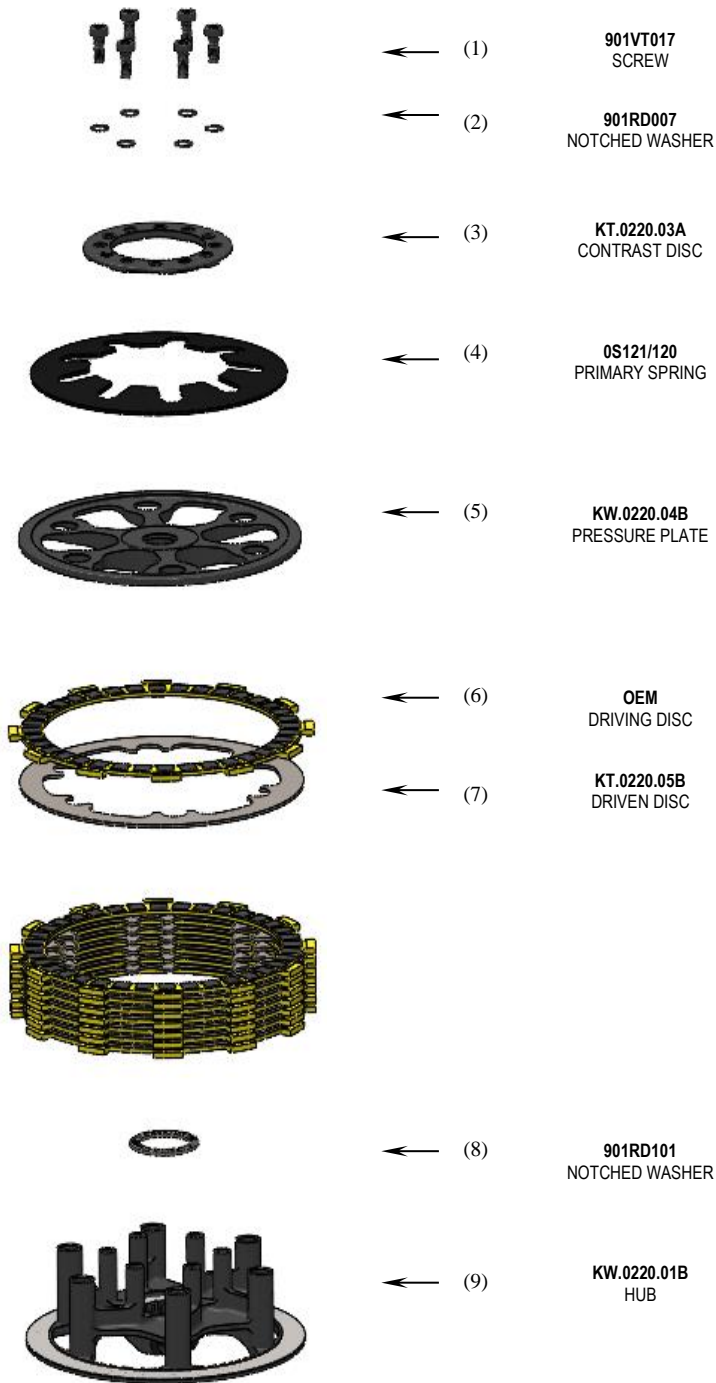 (1)
901VT017
SCREW
(2)
901RD007
NOTCHED WASHER
(3)
KT.0220.03A
CONTRAST DISC
(4)
0S121/120
PRIMARY SPRING
(5)
KW.0220.04B
PRESSURE PLATE
(6)
OEM
DRIVING DISC
(7)
KT.0220.05B
DRIVEN DISC
(8)
901RD101
NOTCHED WASHER
(9)
KW.0220.01B
HUB